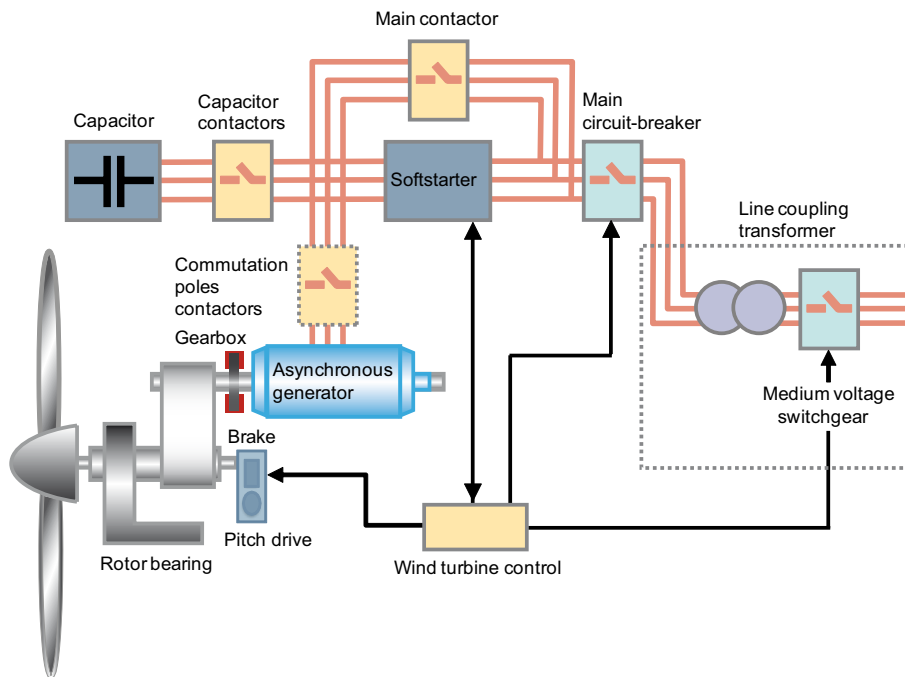 Main contactor
Capacitor
Capacitor
contactors
Main
circuit-breaker
Softstarter
Line coupling
transformer
Commutation
poles
contactors
Gearbox
Asynchronous
generator
Medium voltage
switchgear
Brake
Pitch drive
Rotor bearing
Wind turbine control